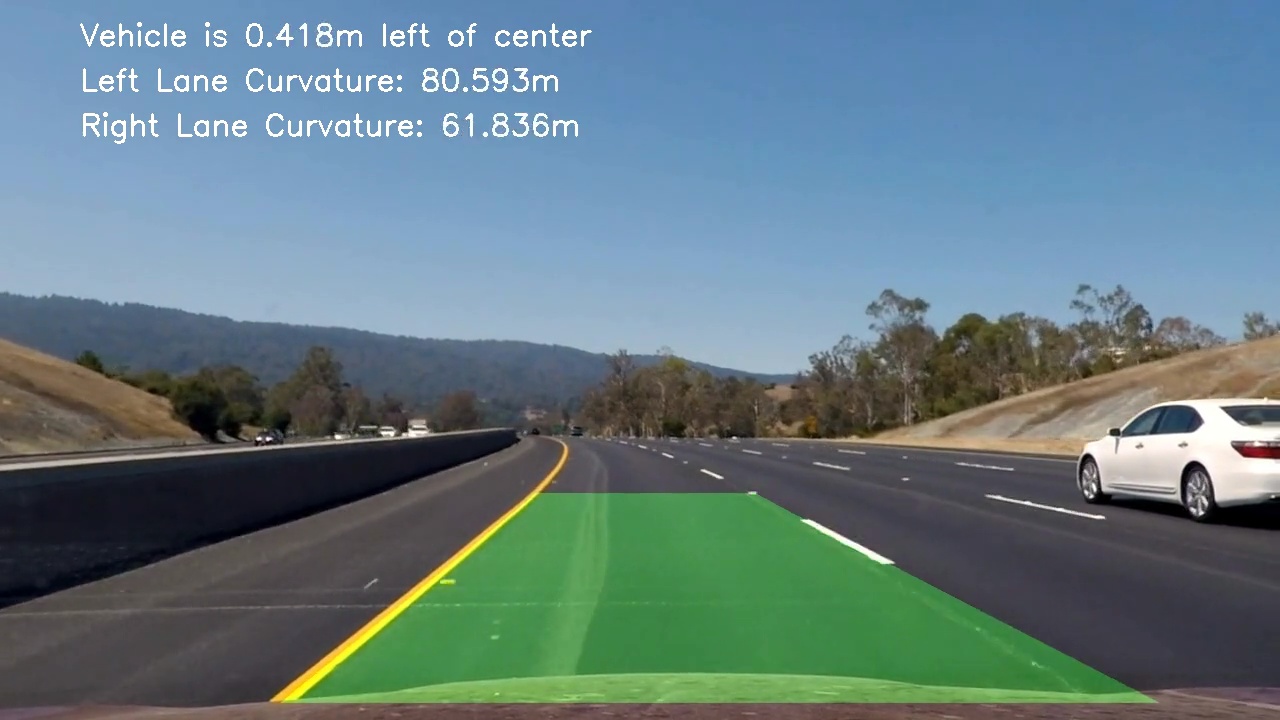 Vehicle is 0.418m left of center
Left Lane Curvature: 80.593m
Right Lane Curvature: 61.836m